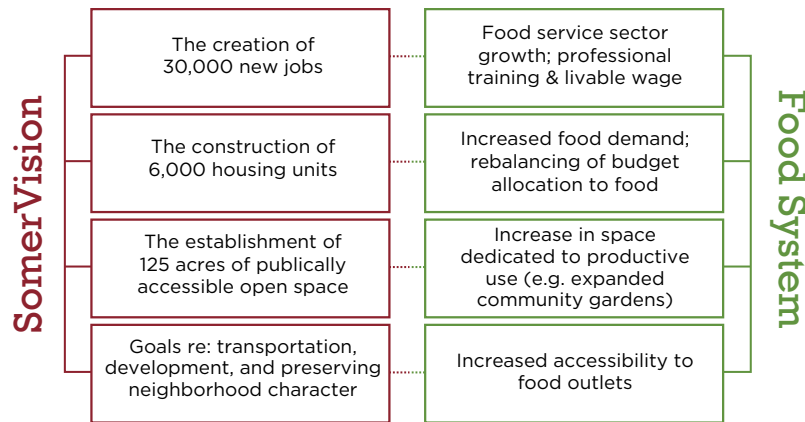 SomerVision
The creation of
30,000 new jobs
Food service sector
growth; professional
training & livable wage
The construction of
6,000 housing units
Increased food demand;
rebalancing of budget
allocation to food
The establishment of
125 acres of publically
accessible open space
Increase in space
dedicated to productive
use (e.g. expanded
community gardens)
Goals re: transportation,
development, and preserving
neighborhood character
Increased accessibility to
food outlets
Food System